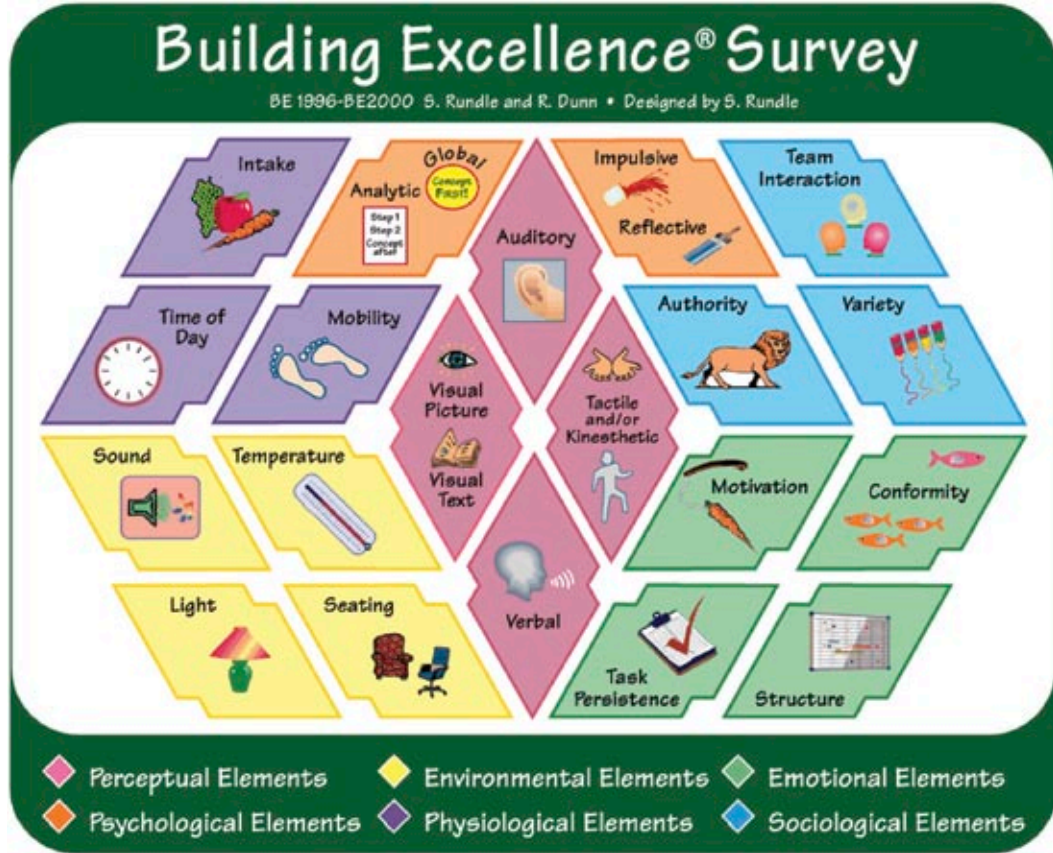 Building Excellence® Survey
BE 1996-BE2000 S. Rundle and R. Dunn • Designed by S. Rundle
Intake
Global
Concept
First!
Analytic
Step 1
Step 2
Concept
after
Auditory
Impulsive
Reflective
Team
Interaction
Time of
Day
Mobility
Visual
Picture
Visual
Text
Tactile
and/or
Kinesthetic
Authority
Variety
Sound
Temperature
Motivation
Conformity
Light
Seating
Verbal
Task
Persistence
Structure
Perceptual Elements
Environmental Elements
Emotional Elements
Psychological Elements
Physiological Elements
Sociological Elements